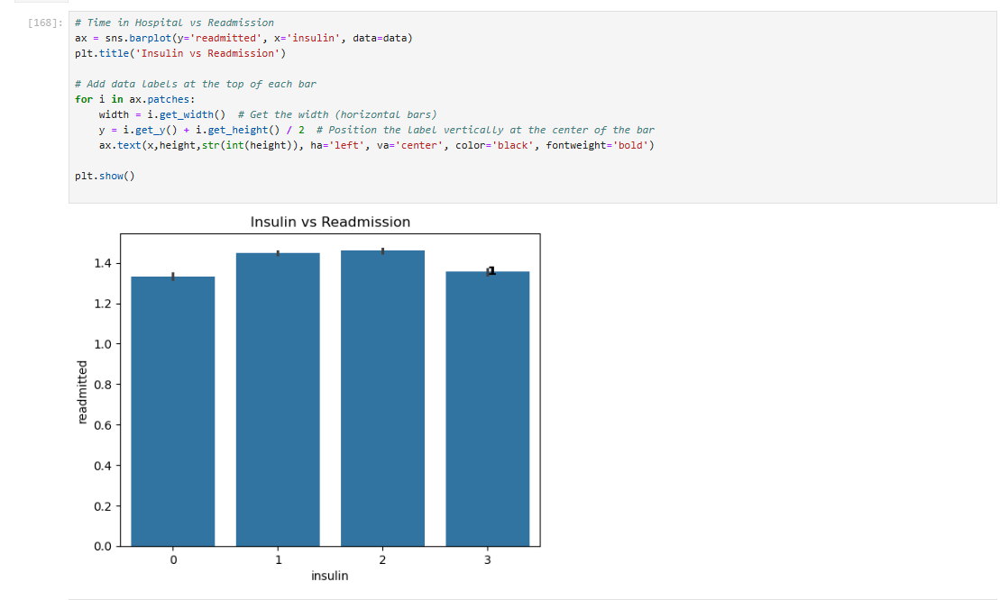 [168]:
# Time in Hospital vs Readmission
ax = sns.barplot(y='readmitted', x='insulin', data=data)
plt.title('Insulin vs Readmission')
# Add data labels at the top of each bar
for i in ax.patches:
    width = i.get_width()  # Get the width (horizontal bars)
    y = i.get_y() + i.get_height() / 2  # Position the label vertically at the center of the bar
    ax.text(x,height,str(int(height)), ha='left', va='center', color='black', fontweight='bold')
plt.show()
Insulin vs Readmission
1.4
1
1.2
1.0
0.8
readmitted
0.6
0.4
0.2
0.0
0 1 2 3
insulin